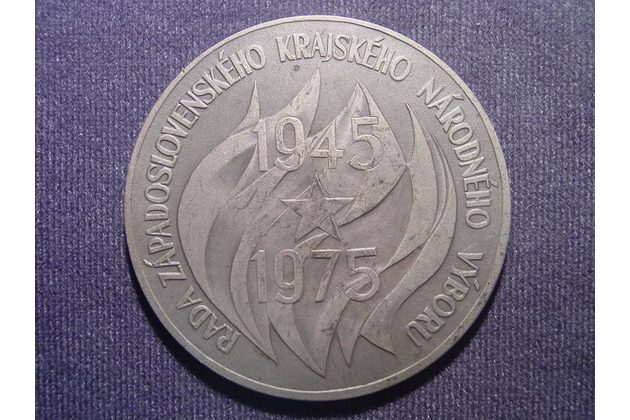 RADA ZÁPADOSLOVENSKÉHO KRAJSKÉHO NÁRODNÉHO VÝBORU
1945
1975